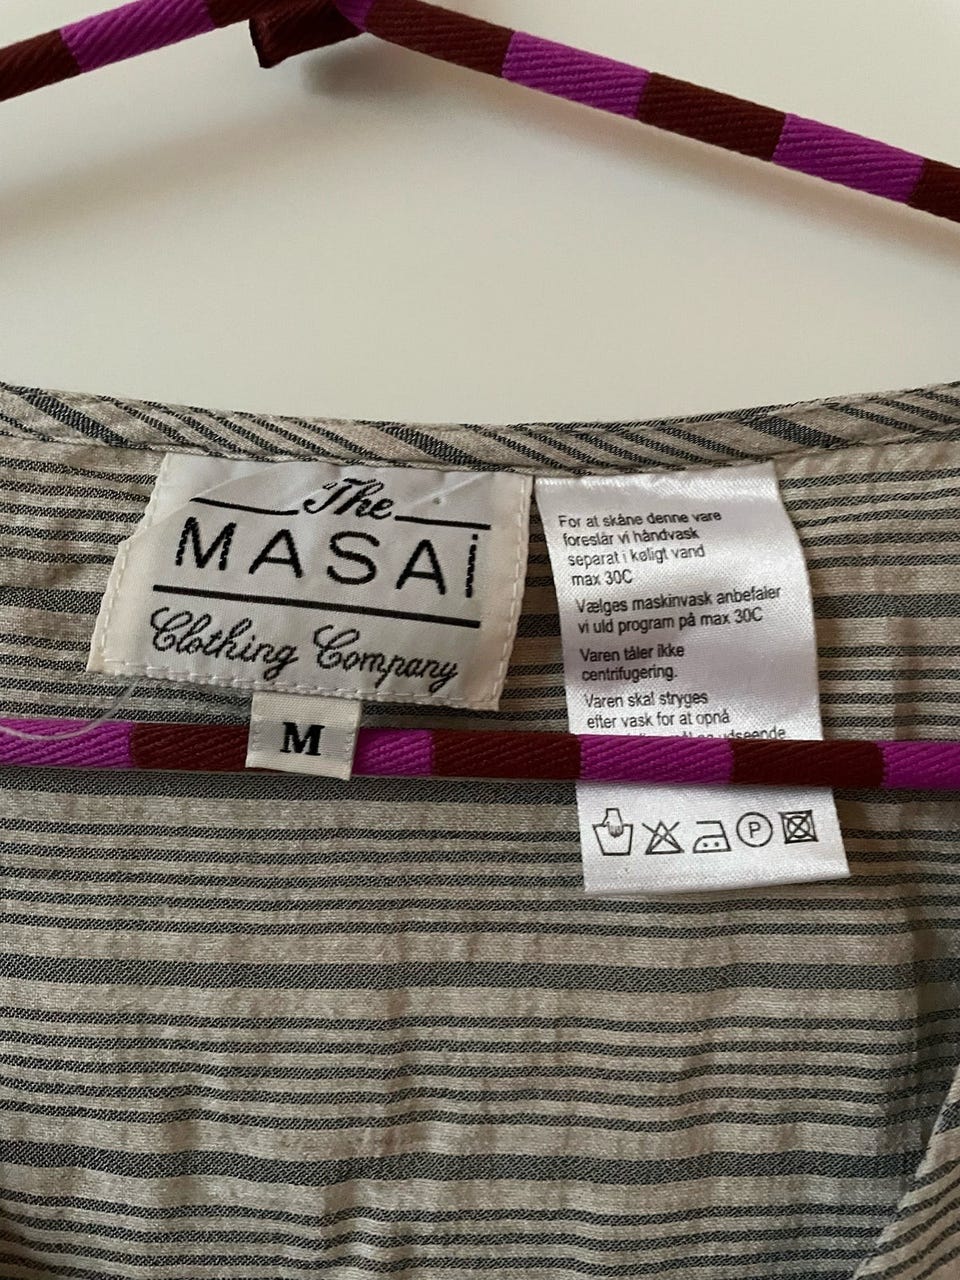 The
MASAi
Clothing Company
M
For at skåne denne vare
foreslår vi håndvask
separat i køligt vand
max 30C
Vælges maskinvask anbefaler
vi uld program på max 30C
Varen tåler ikke
centrifugering.
Varen skal stryges
efter vask for at opnå
udseende
P